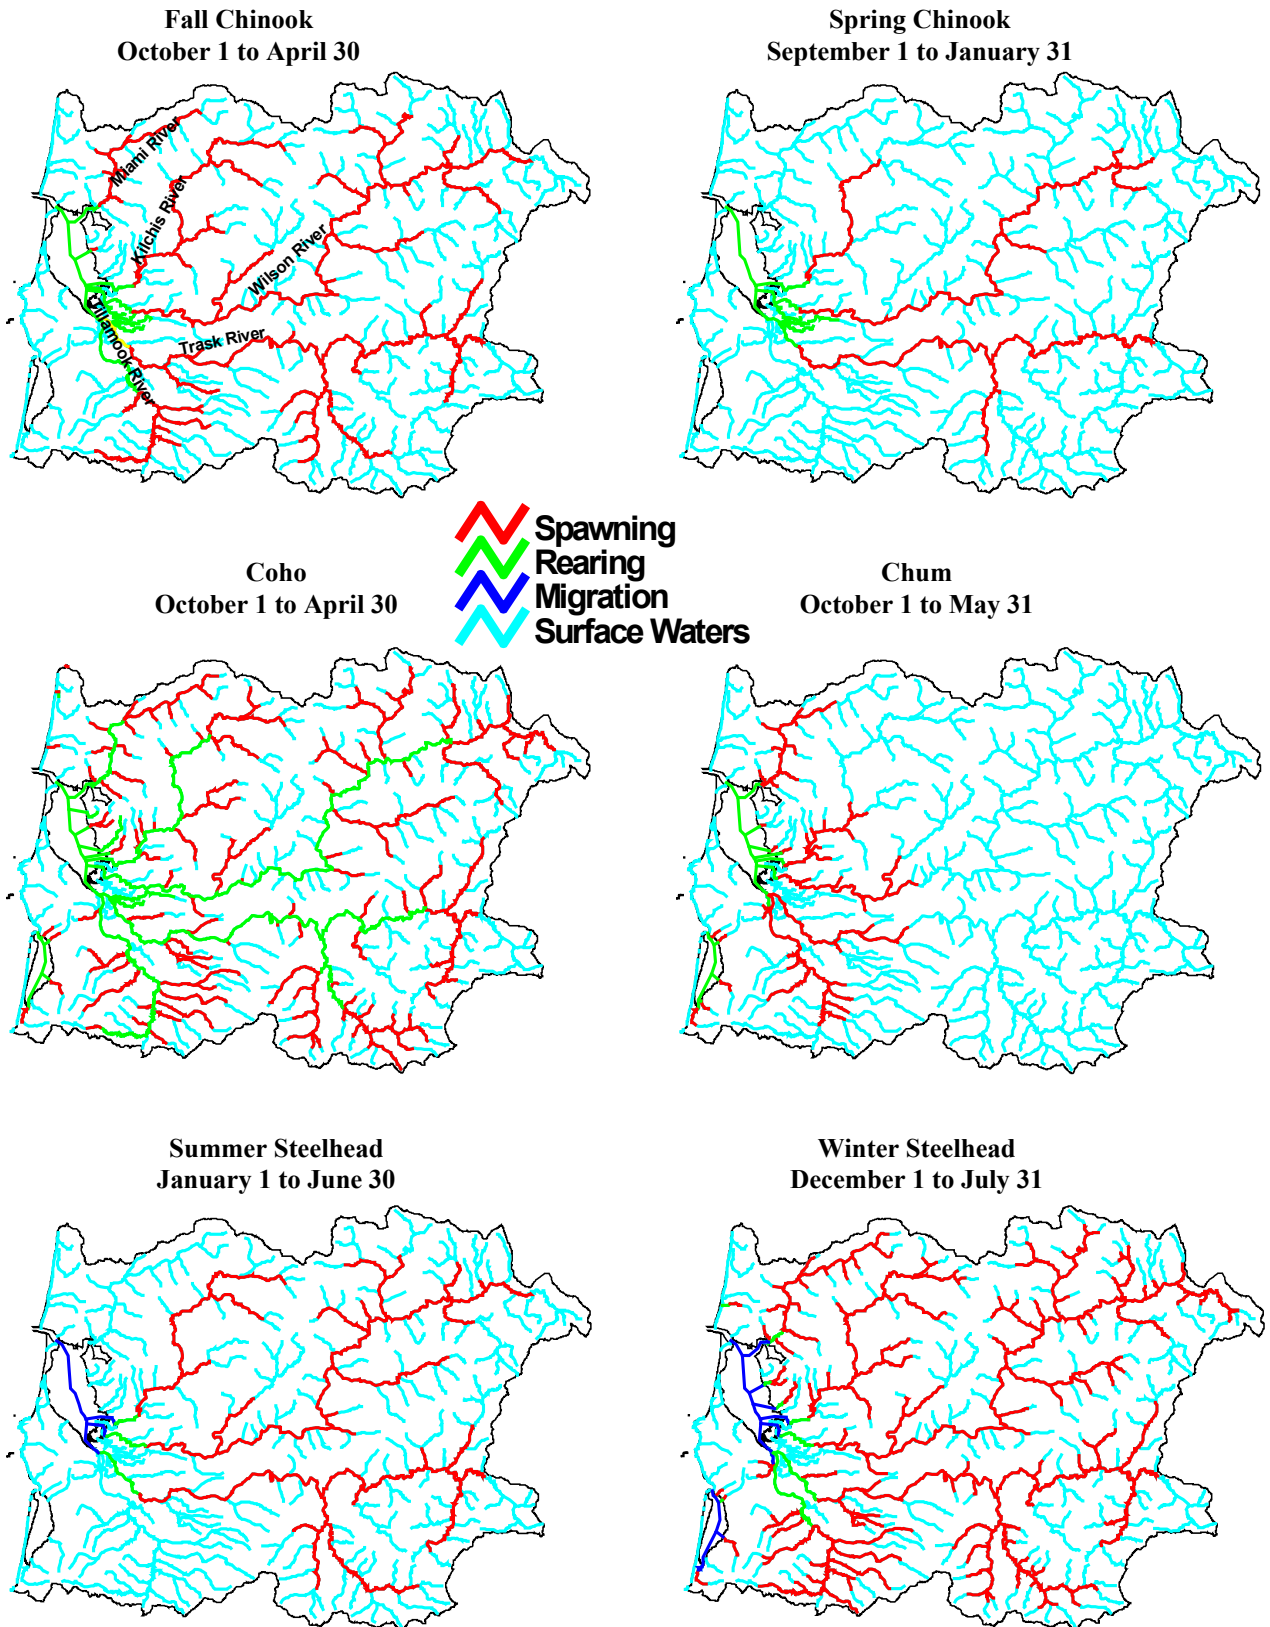 Fall Chinook
October 1 to April 30
Spring Chinook
September 1 to January 31
Miami River
Kilchis River
Wilson River
Trask River
Tillamook River
Spawning
Rearing
Migration
Surface Waters
Coho
October 1 to April 30
Chum
October 1 to May 31
Summer Steelhead
January 1 to June 30
Winter Steelhead
December 1 to July 31